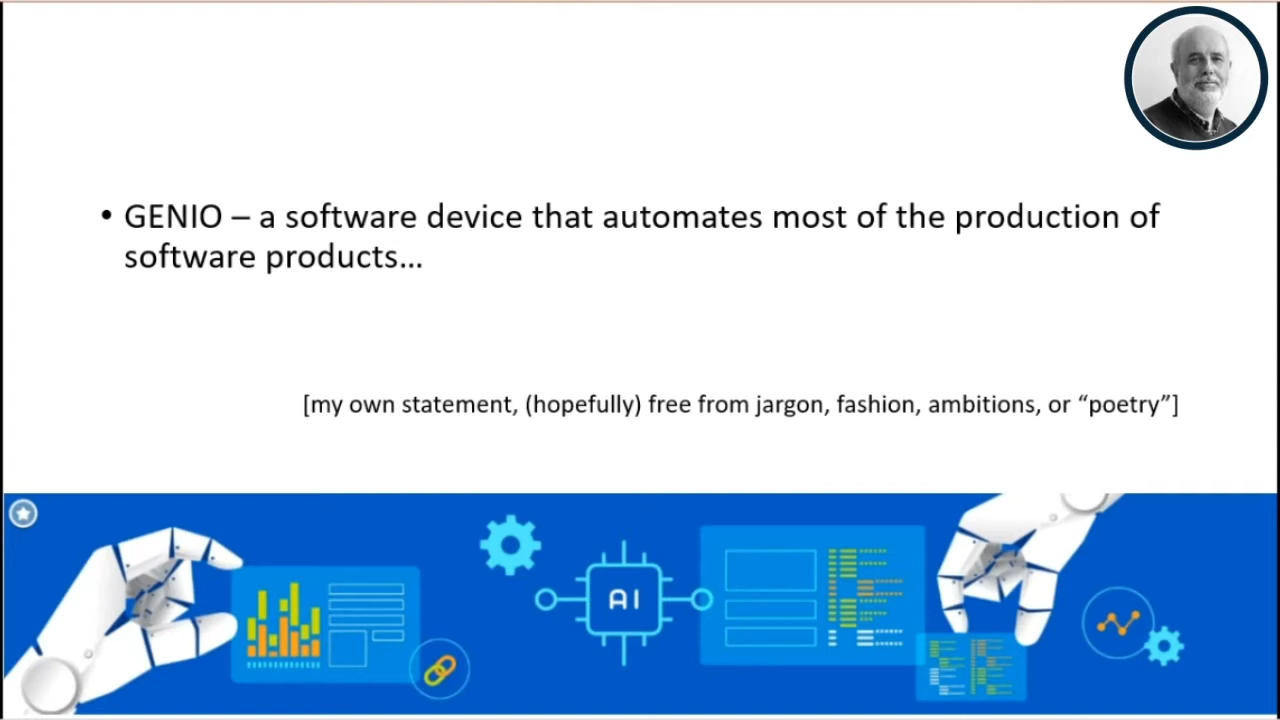 • GENIO – a software device that automates most of the production of
software products...
[my own statement, (hopefully) free from jargon, fashion, ambitions, or “poetry”]
AI